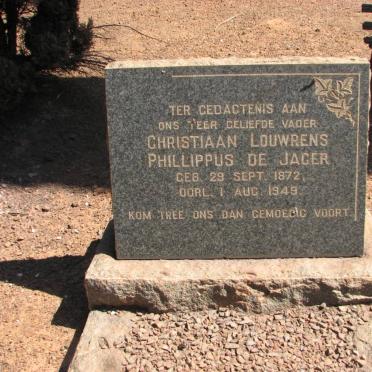 TER GEDACTENIS AAN
ONS TEER GELIEFDE VADER
CHRISTIAAN LOUWRENS
PHILLIPPUS DE JAGER
GEB. 29 SEPT. 1872,
OORL. 1 AUG. 1949.
KOM TREE ONS DAN GEMOEDIG VOORT.